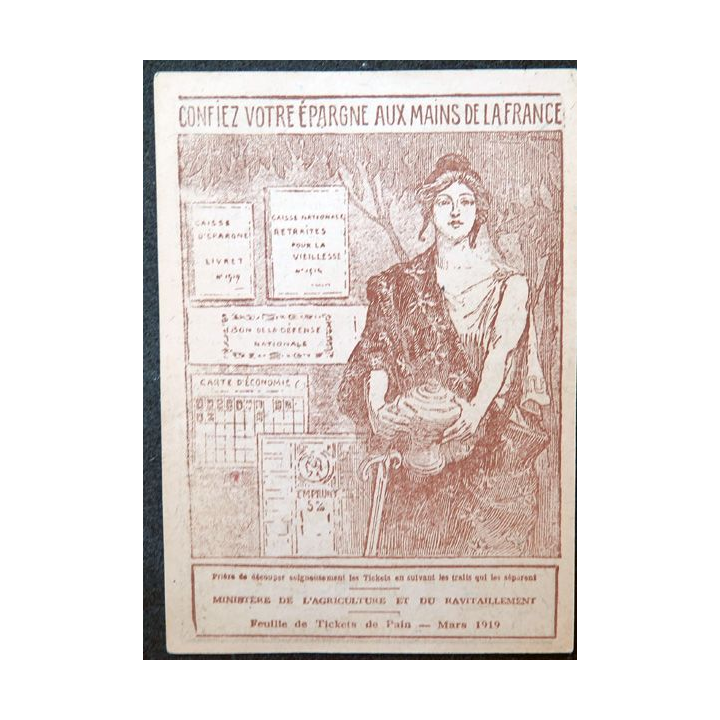 CONFIEZ VOTRE ÉPARGNE AUX MAINS DE LA FRANCE
CAISSE
D'ÉPARGNE
LIVRET
N° 1919
CAISSE NATIONALE
RETRAITES
POUR LA
VIEILLESSE
BON DE LA DÉFENSE
NATIONALE
CARTE D'ÉCONOMIE
EMPRUNT
5%
Prière de découper soigneusement les Tickets en suivant les traits qui les séparent
MINISTÈRE DE L'AGRICULTURE ET DU RAVITAILLEMENT
Feuille de Tickets de Pain — Mars 1919